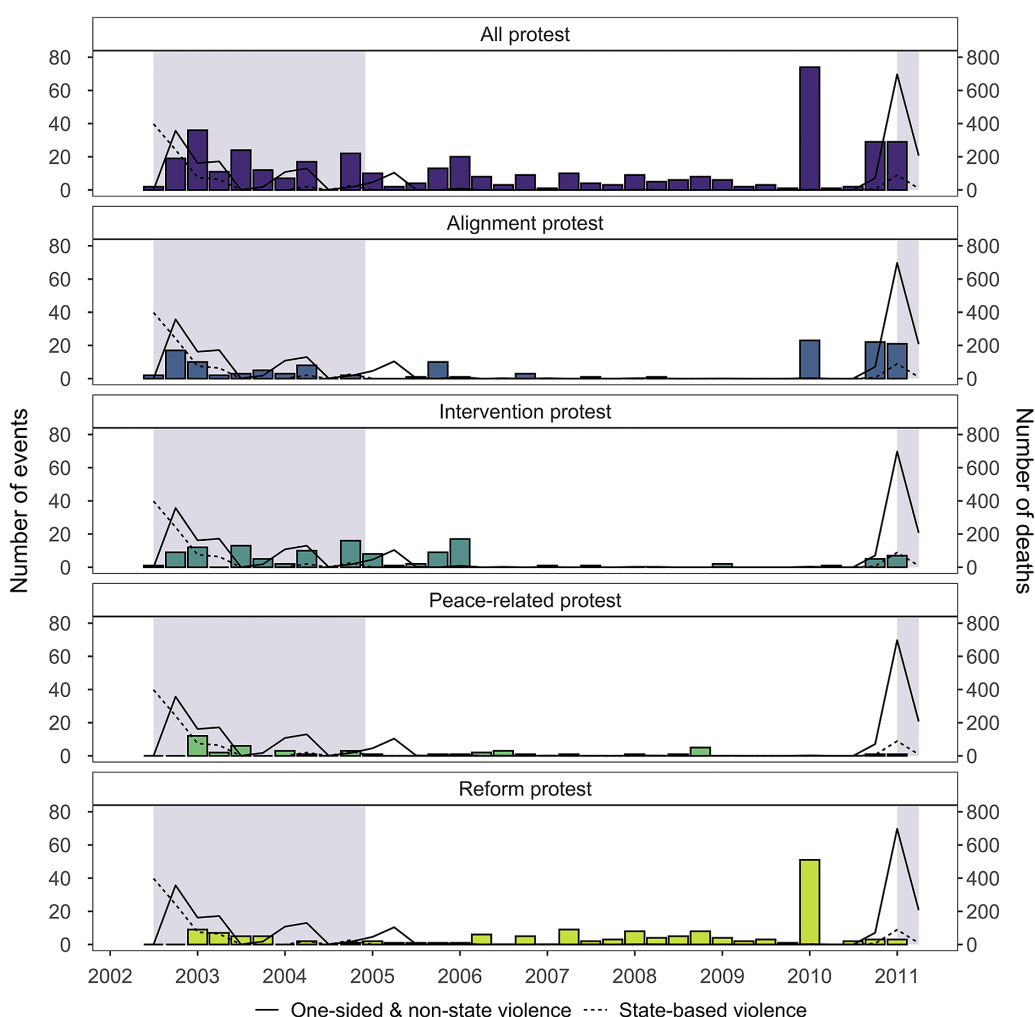 All protest
80 800
60 600
40 400
20 200
0 0
Alignment protest
80 800
60 600
40 400
20 200
0 0
Intervention protest
80 800
60 600
40 400
20 200
0 0
Peace-related protest
80 800
60 600
40 400
20 200
0 0
Reform protest
80 800
60 600
40 400
20 200
0 0
Number of events
Number of deaths
2002 2003 2004 2005 2006 2007 2008 2009 2010 2011
One-sided & non-state violence State-based violence